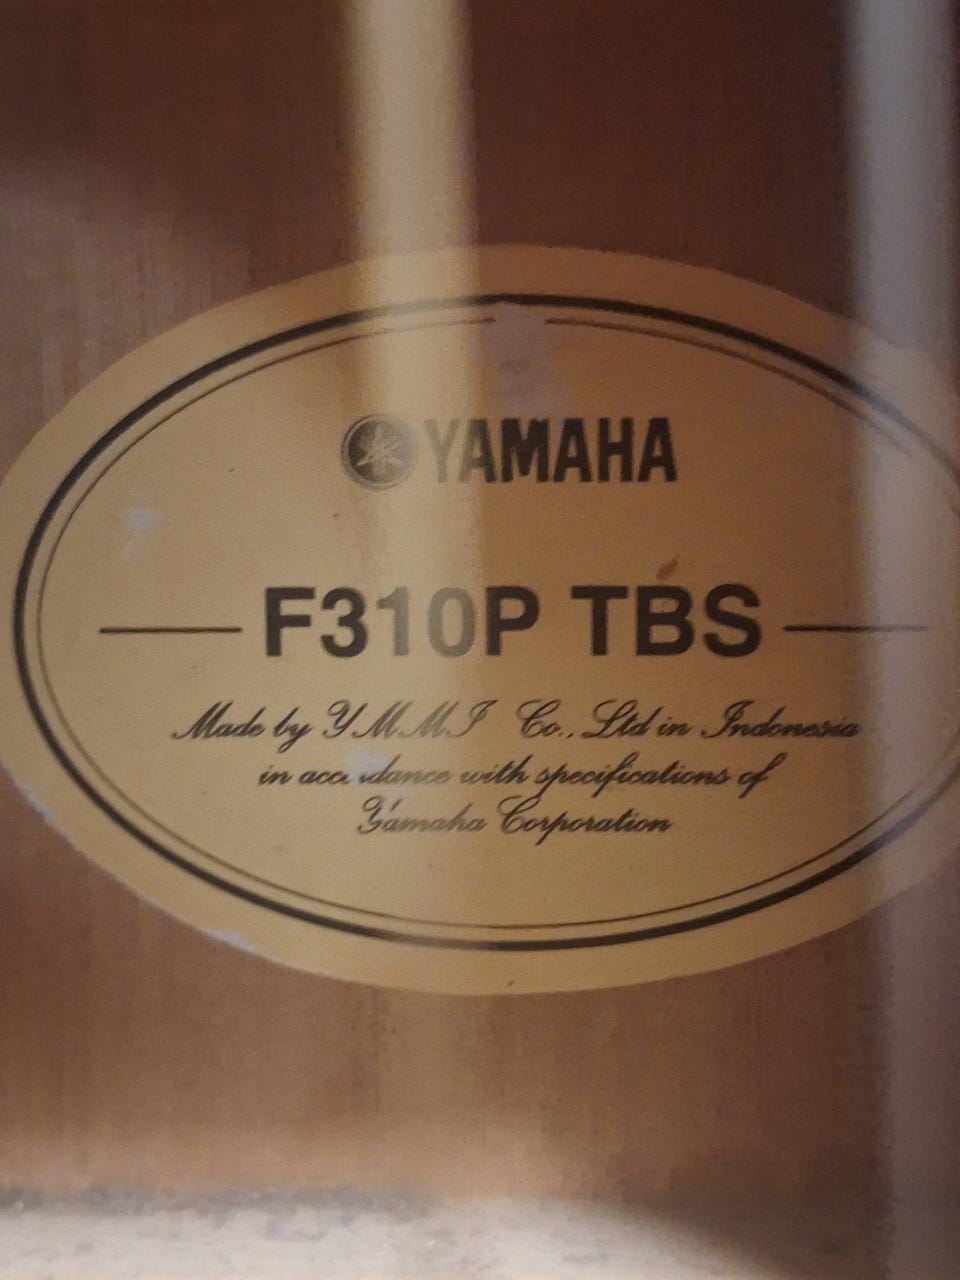 YAMAHA
F310P TBS
Made by YMMI Co., Ltd in Indonesia
in accordance with specifications of
Yamaha Corporation